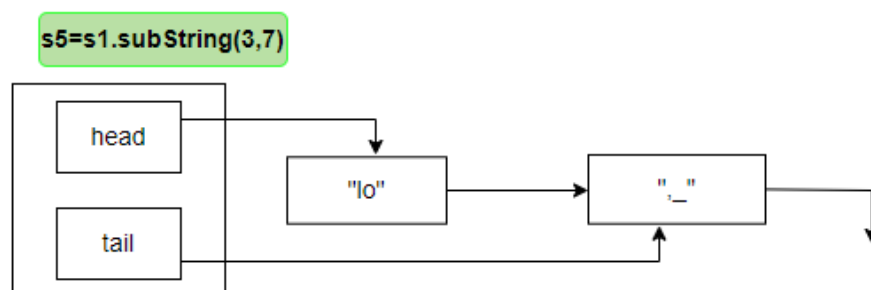 s5=s1.subString(3,7)
head
"lo"
",_"
tail